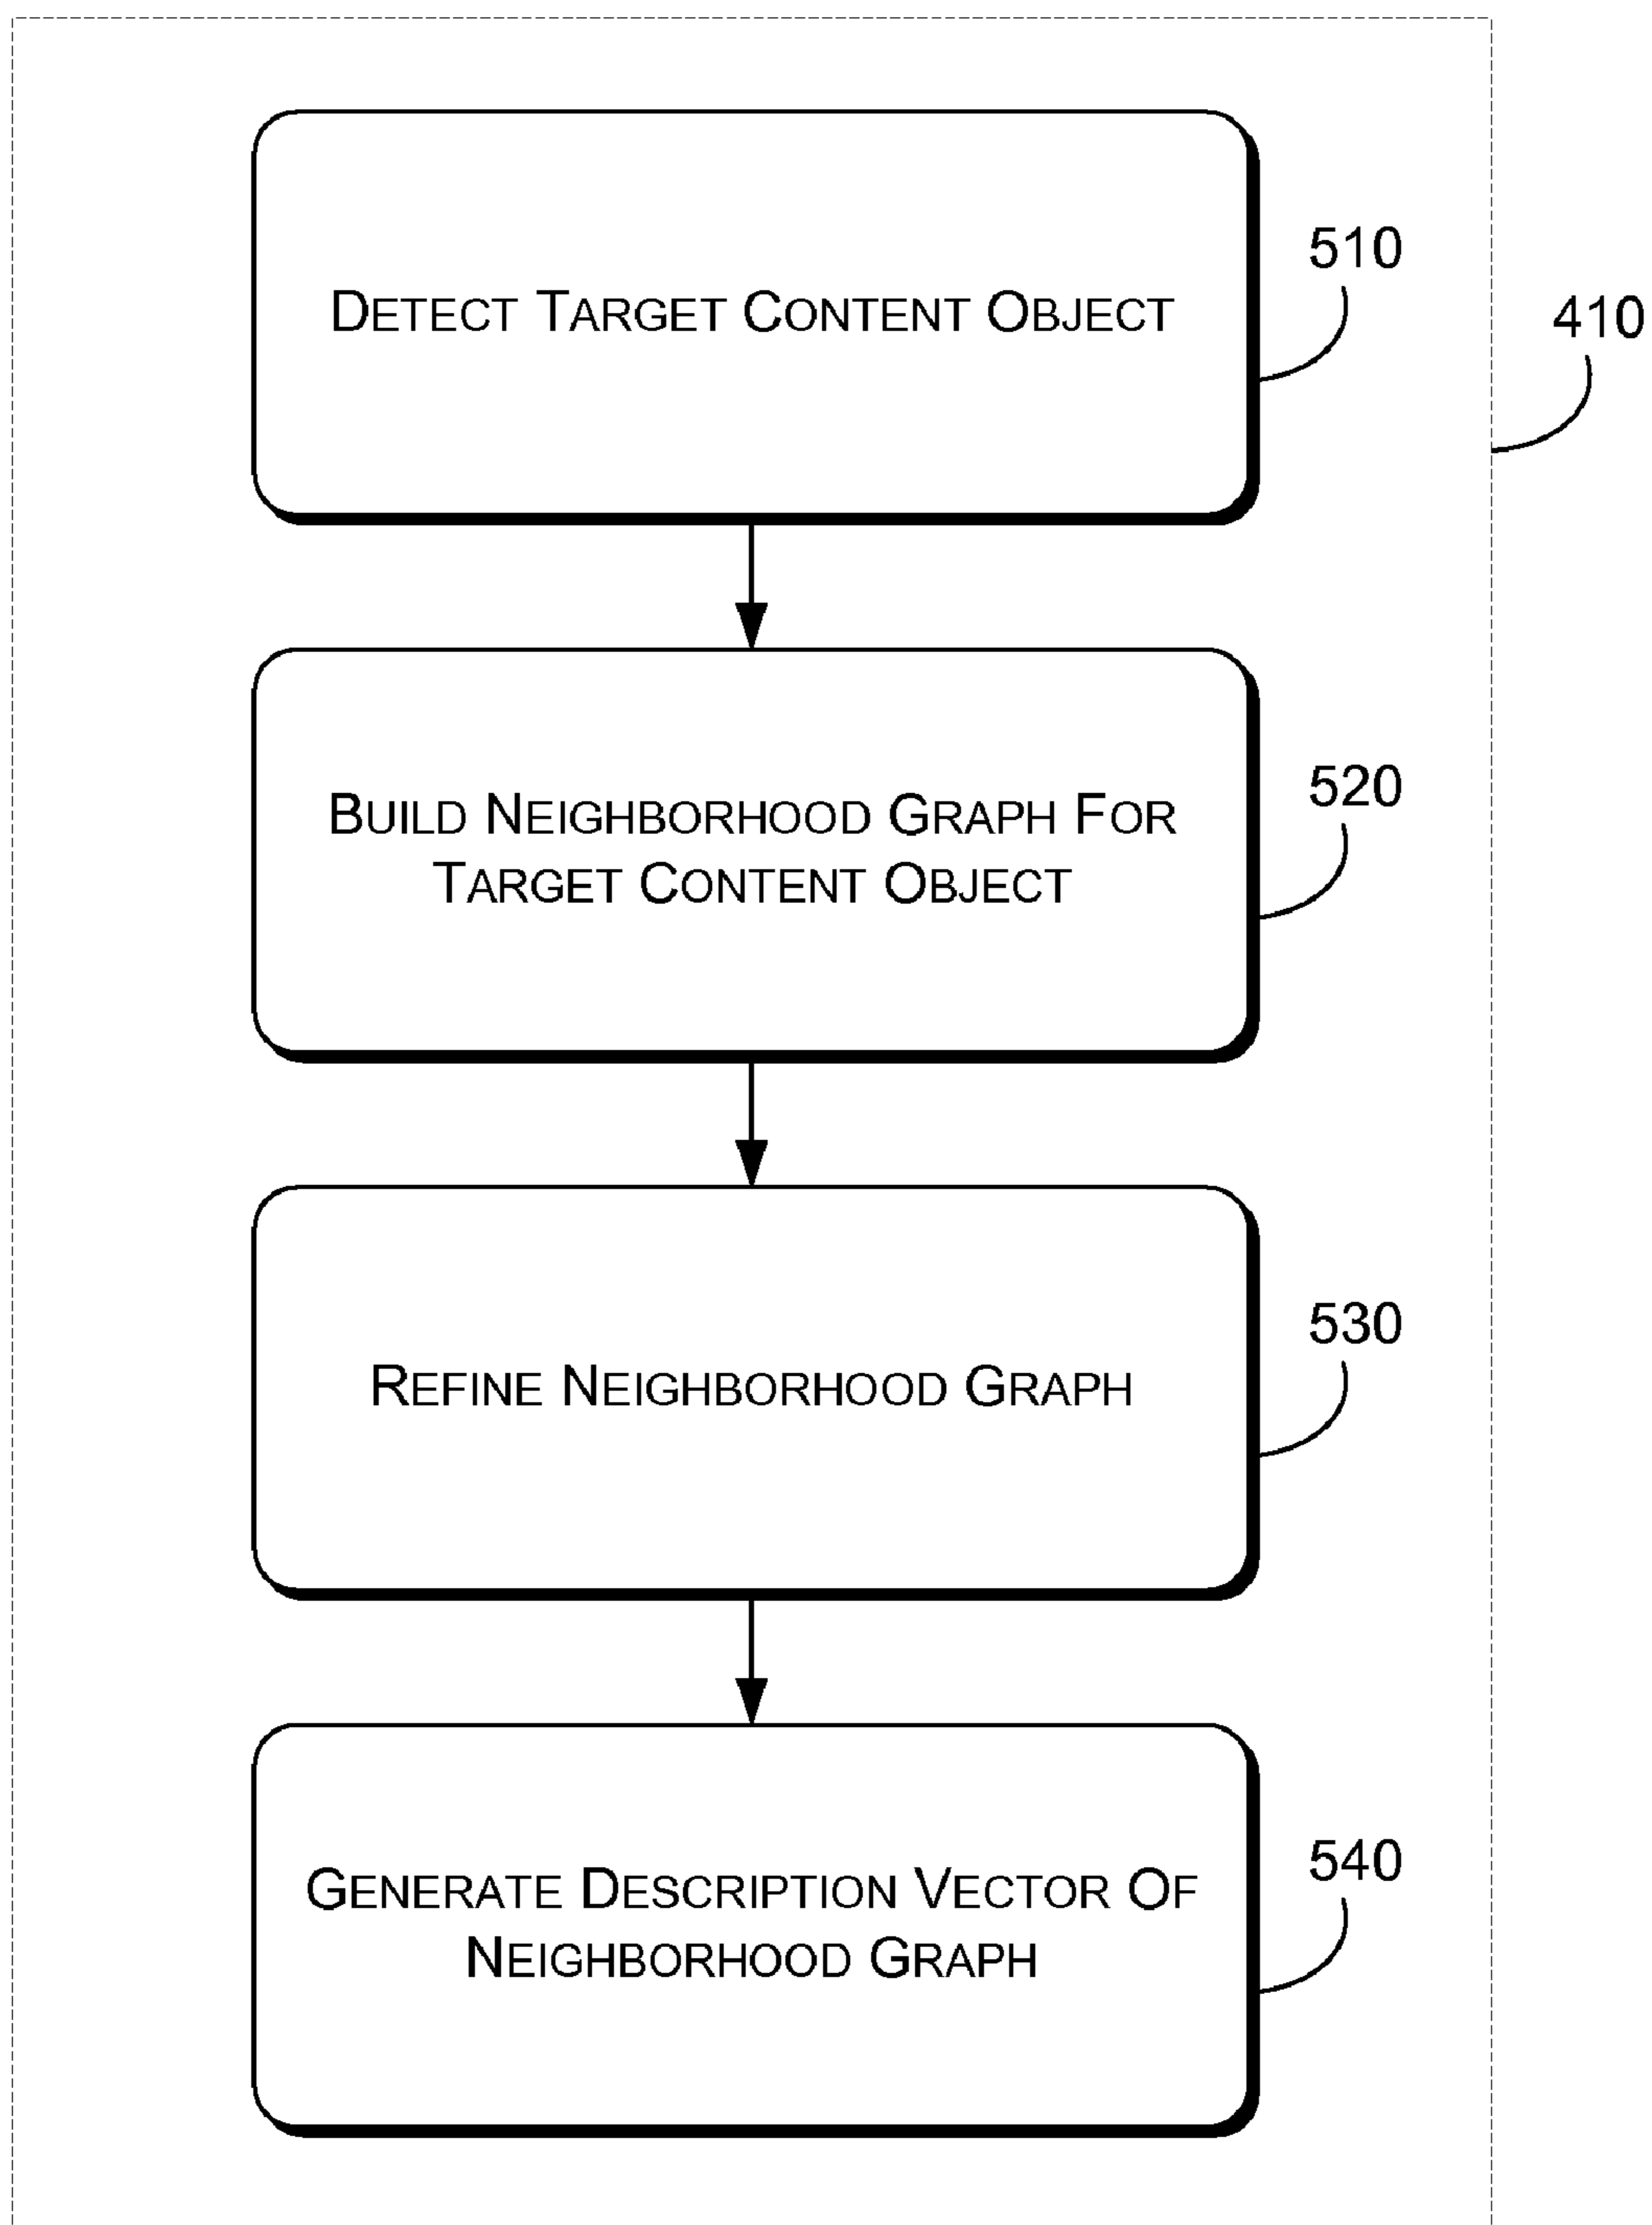 DETECT TARGET CONTENT OBJECT
510
410
BUILD NEIGHBORHOOD GRAPH FOR
TARGET CONTENT OBJECT
520
REFINE NEIGHBORHOOD GRAPH
530
GENERATE DESCRIPTION VECTOR OF
NEIGHBORHOOD GRAPH
540